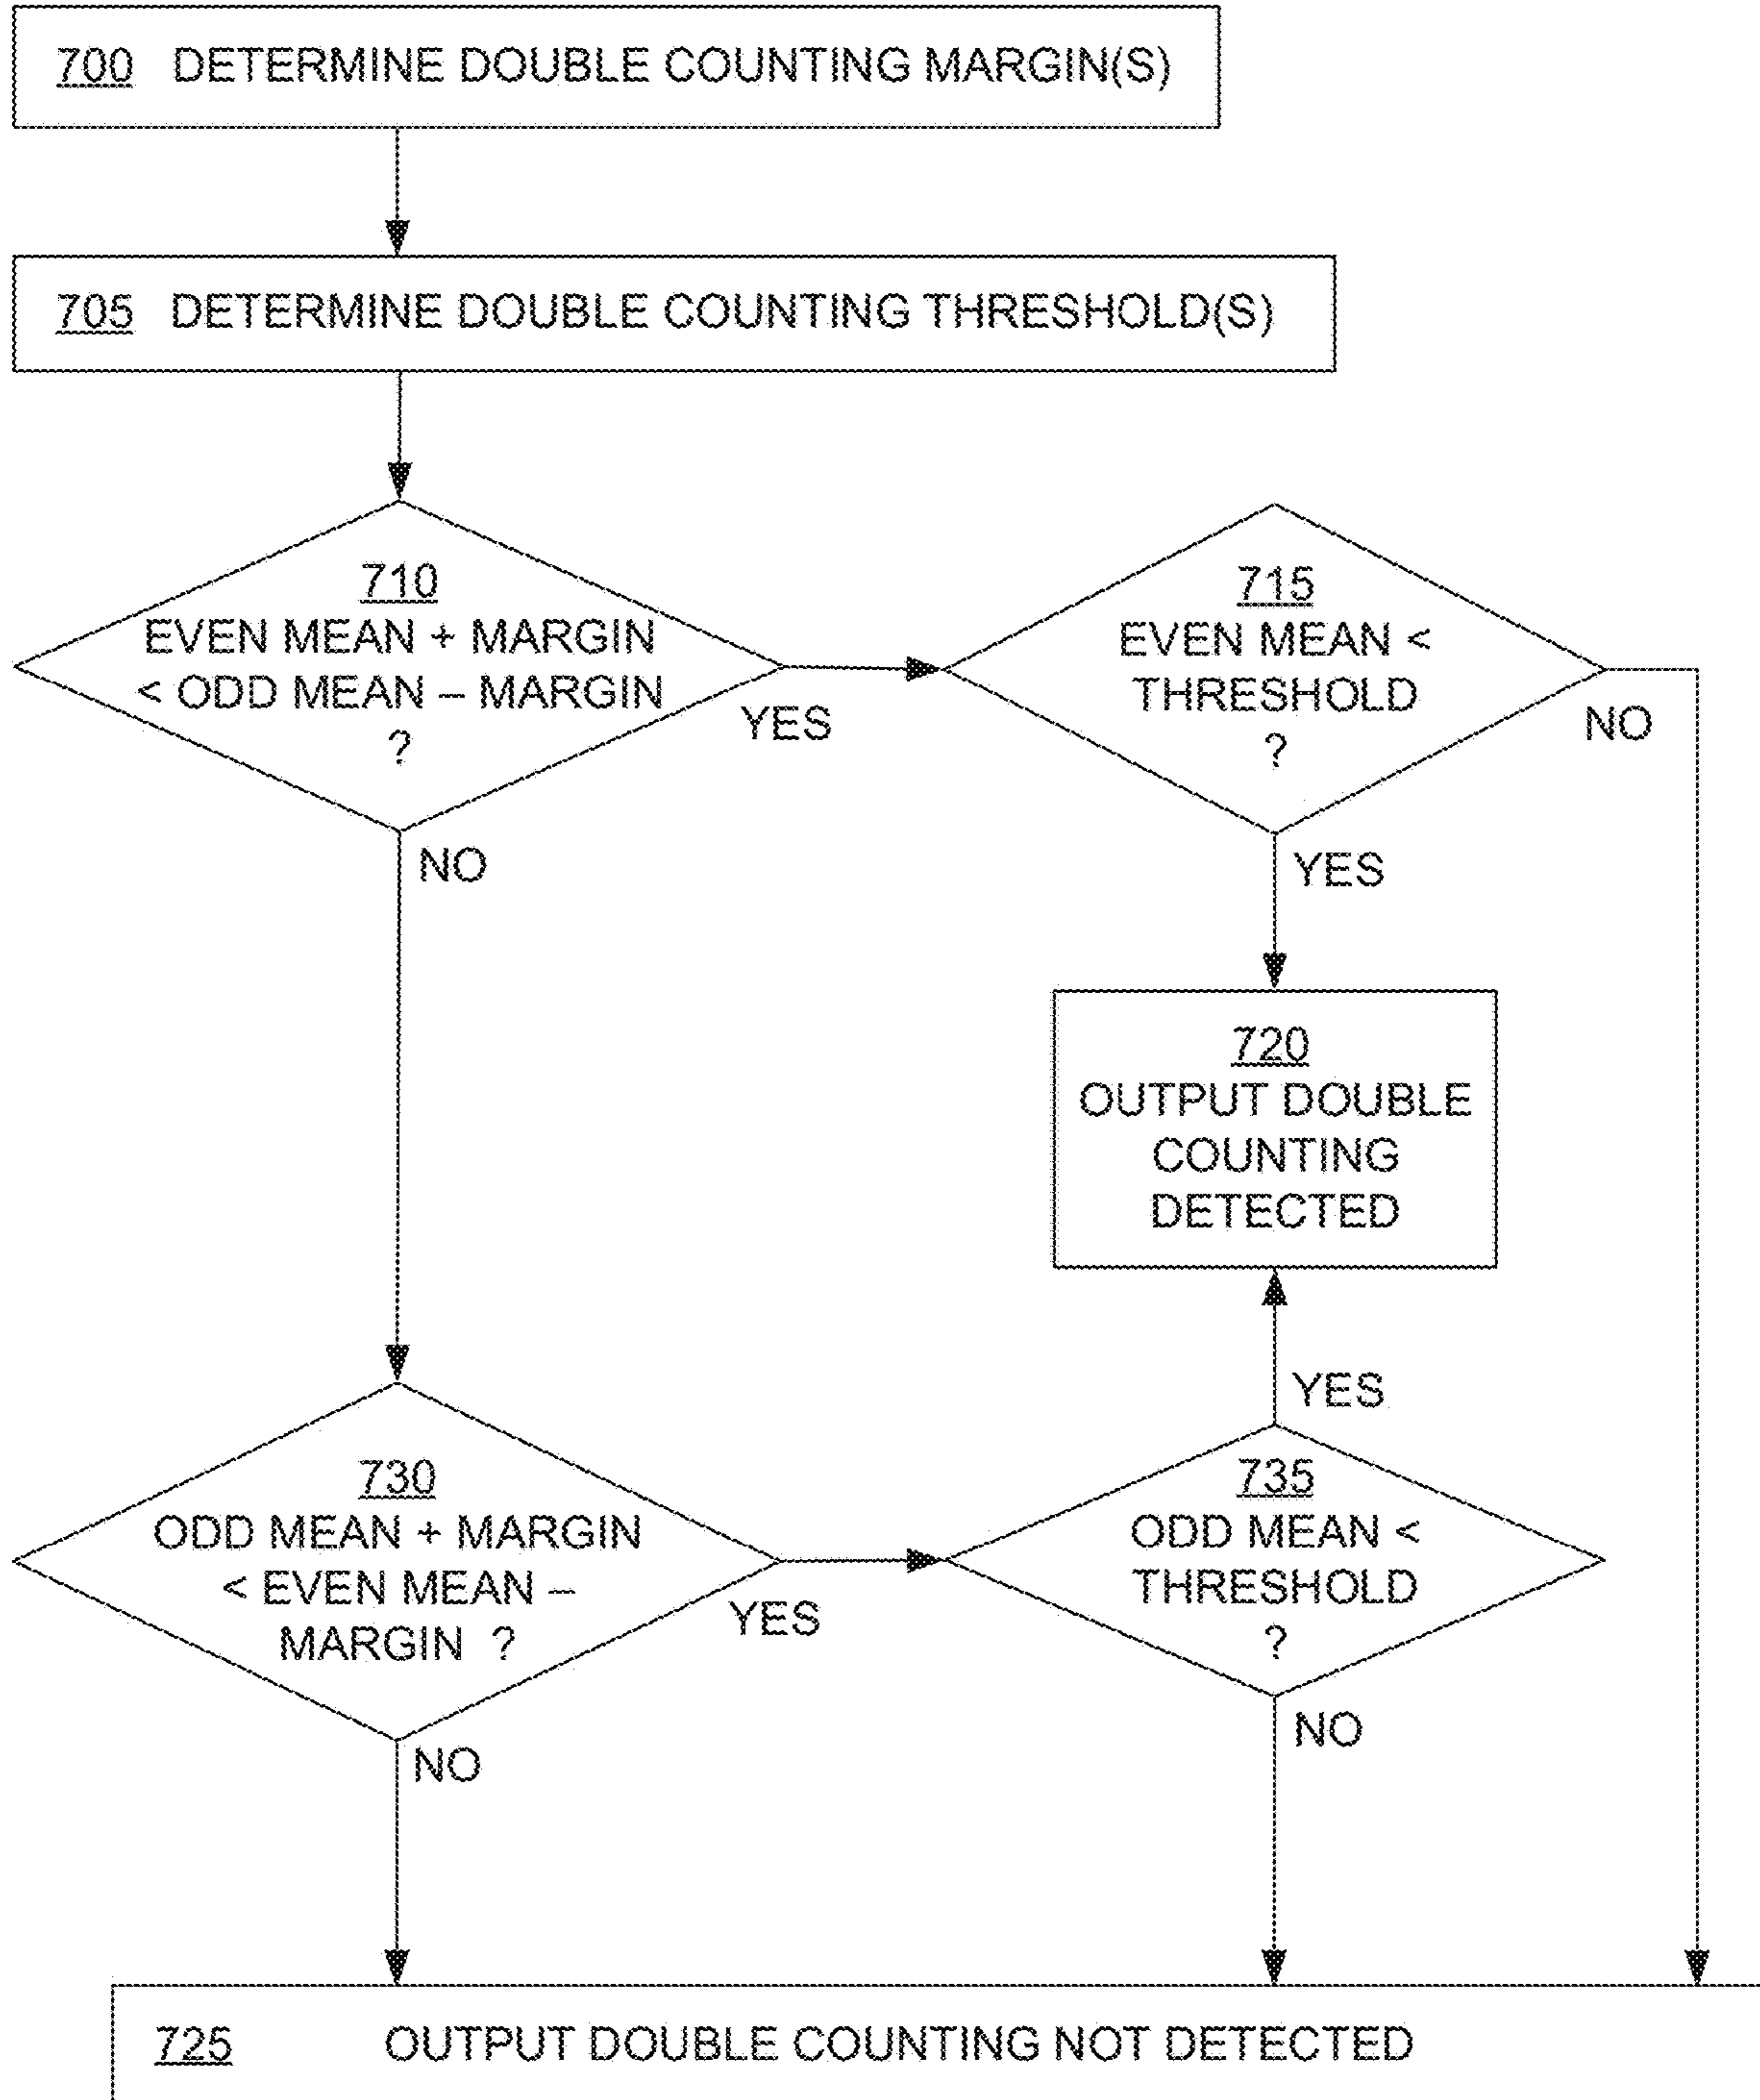 700 DETERMINE DOUBLE COUNTING MARGIN(S)
705 DETERMINE DOUBLE COUNTING THRESHOLD(S)
710
EVEN MEAN + MARGIN
< ODD MEAN – MARGIN
?
YES
NO
715
EVEN MEAN <
THRESHOLD
?
NO
YES
720
OUTPUT DOUBLE
COUNTING
DETECTED
730
ODD MEAN + MARGIN
< EVEN MEAN –
MARGIN ?
YES
NO
YES
735
ODD MEAN <
THRESHOLD
?
NO
725 OUTPUT DOUBLE COUNTING NOT DETECTED